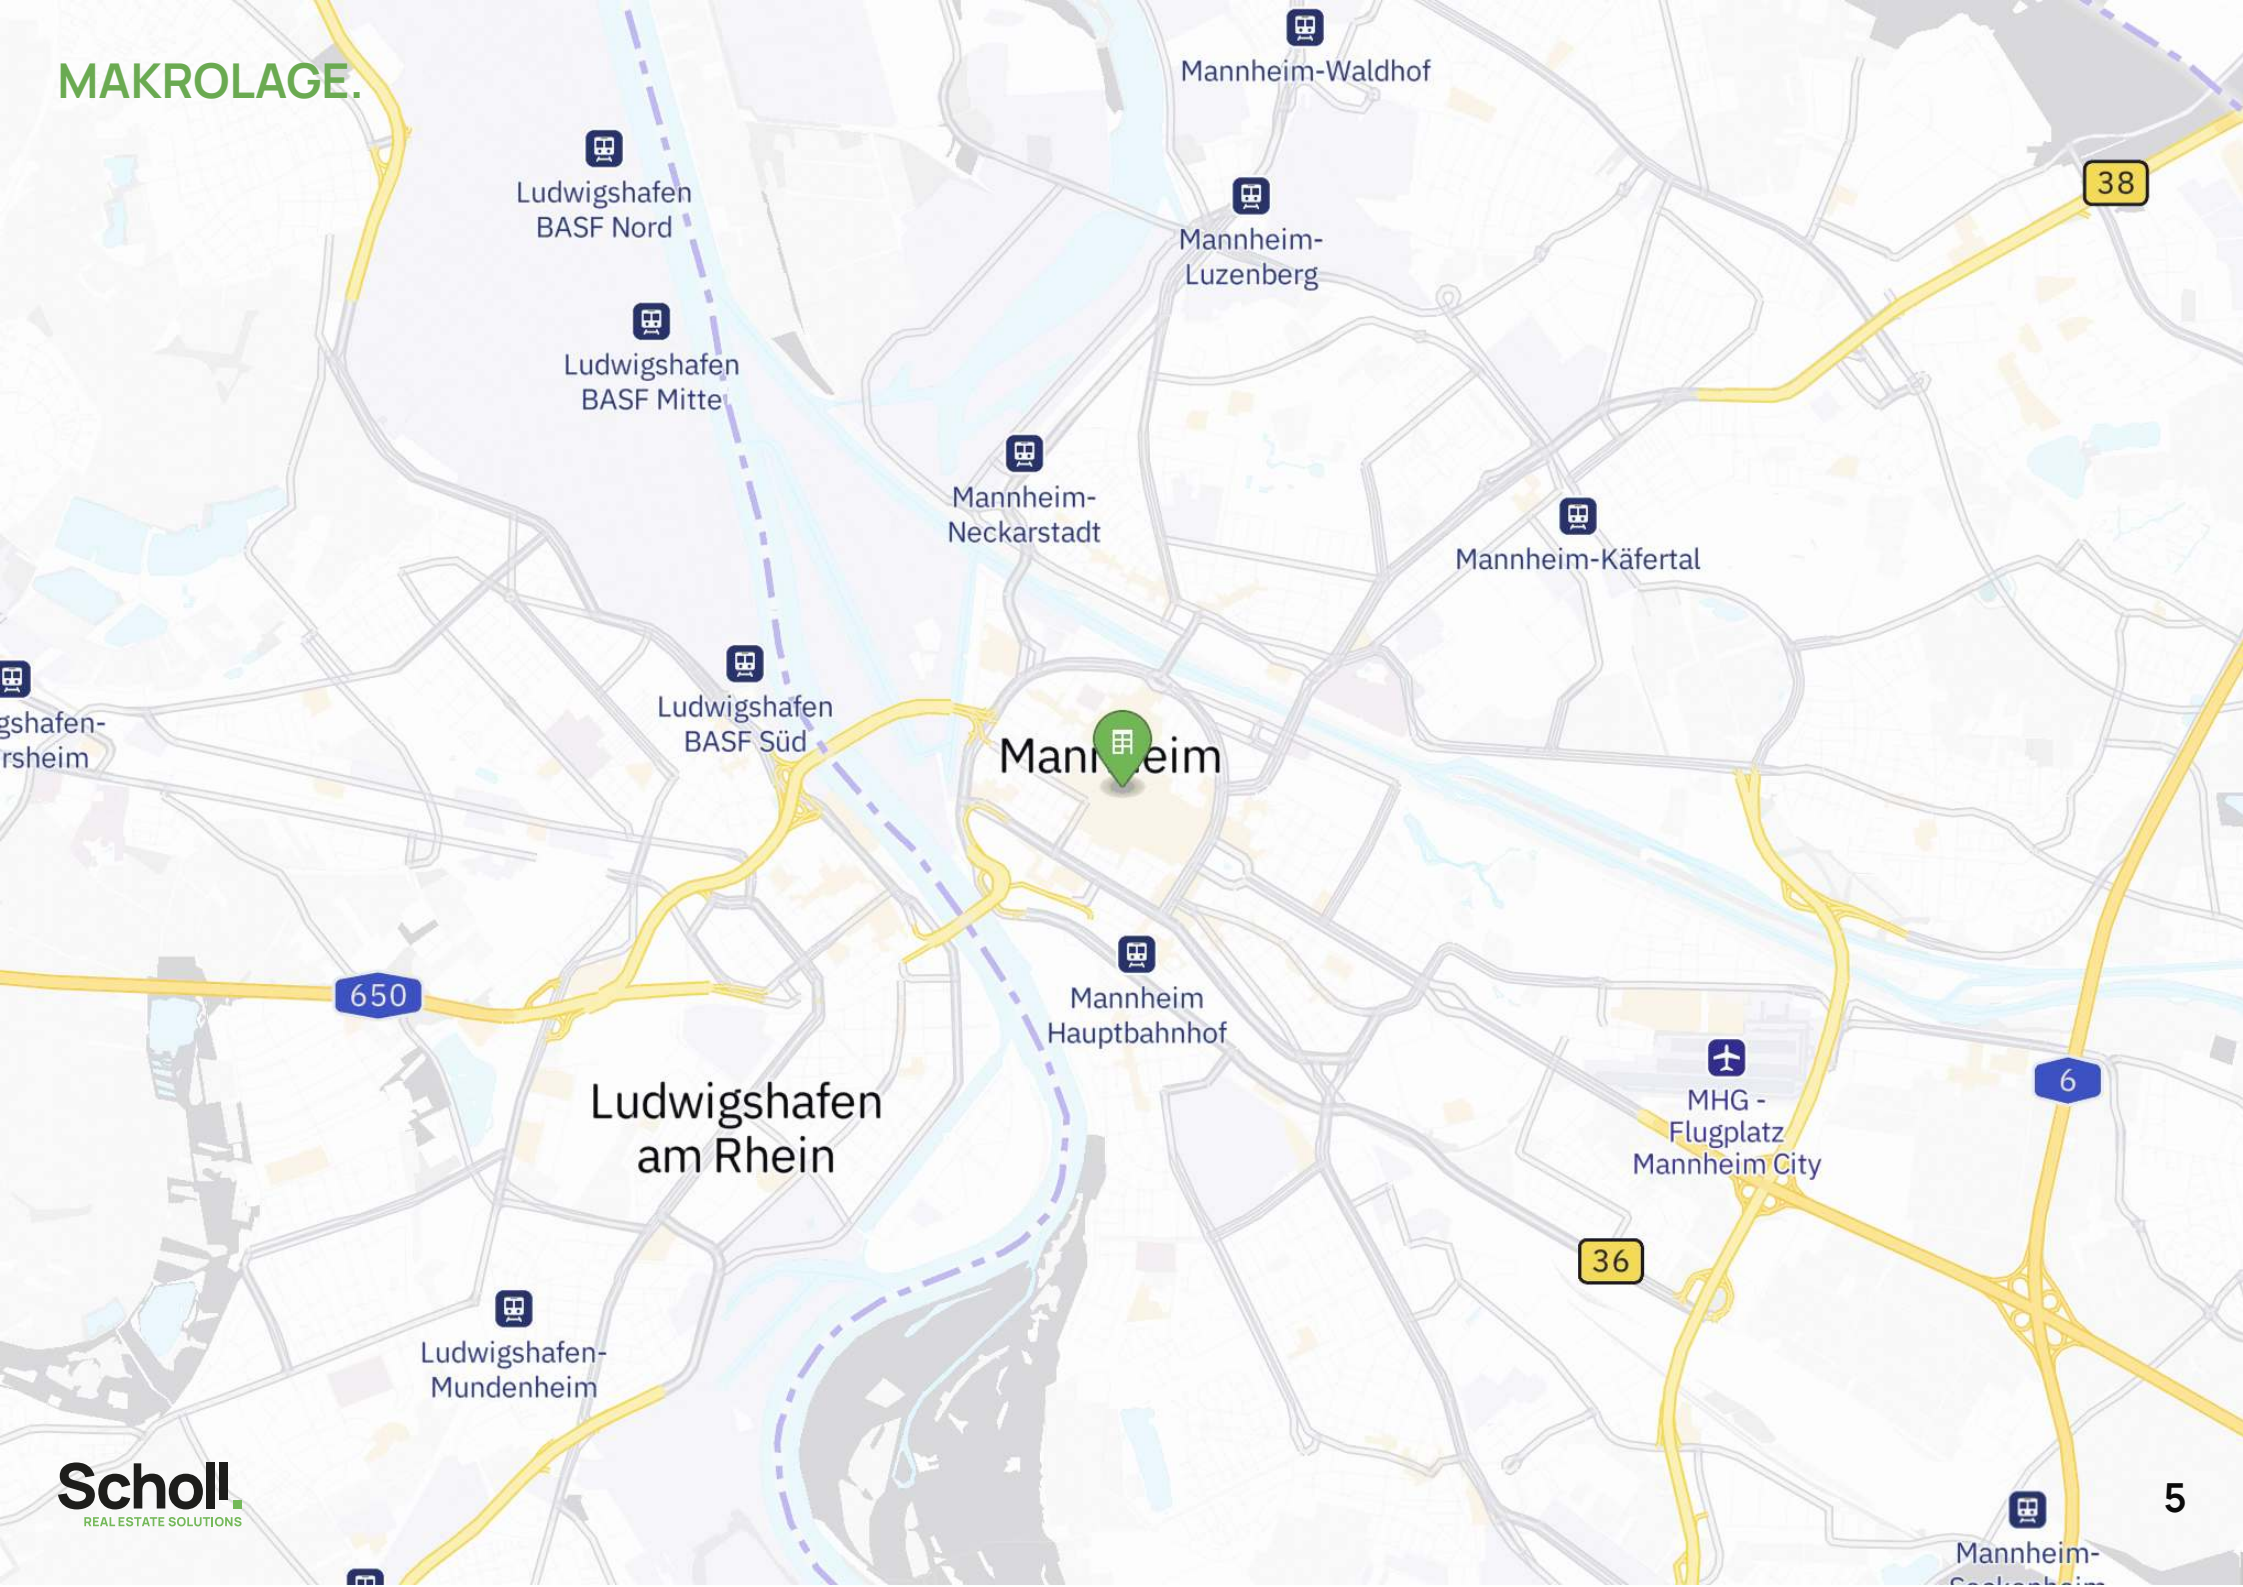 MAKROLAGE.
Mannheim-Waldhof
Ludwigshafen
BASF Nord
38
Mannheim-
Luzenberg
Ludwigshafen
BASF Mitte
Mannheim-
Neckarstadt
Mannheim-Käfertal
gshafen-
rsheim
Ludwigshafen
BASF Süd
Mannheim
650
Mannheim
Hauptbahnhof
MHG -
Flugplatz
Mannheim City
6
Ludwigshafen
am Rhein
36
Ludwigshafen-
Mundenheim
Scholl.
REAL ESTATE SOLUTIONS
5
Mannheim-